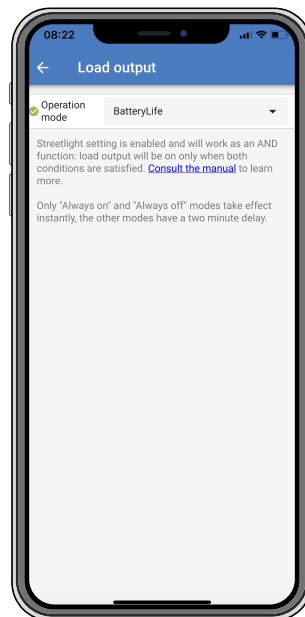 08:22
Load output
Operation
mode
BatteryLife
Streetlight setting is enabled and will work as an AND
function: load output will be on only when both
conditions are satisfied. Consult the manual to learn
more.
Only "Always on" and "Always off" modes take effect
instantly, the other modes have a two minute delay.